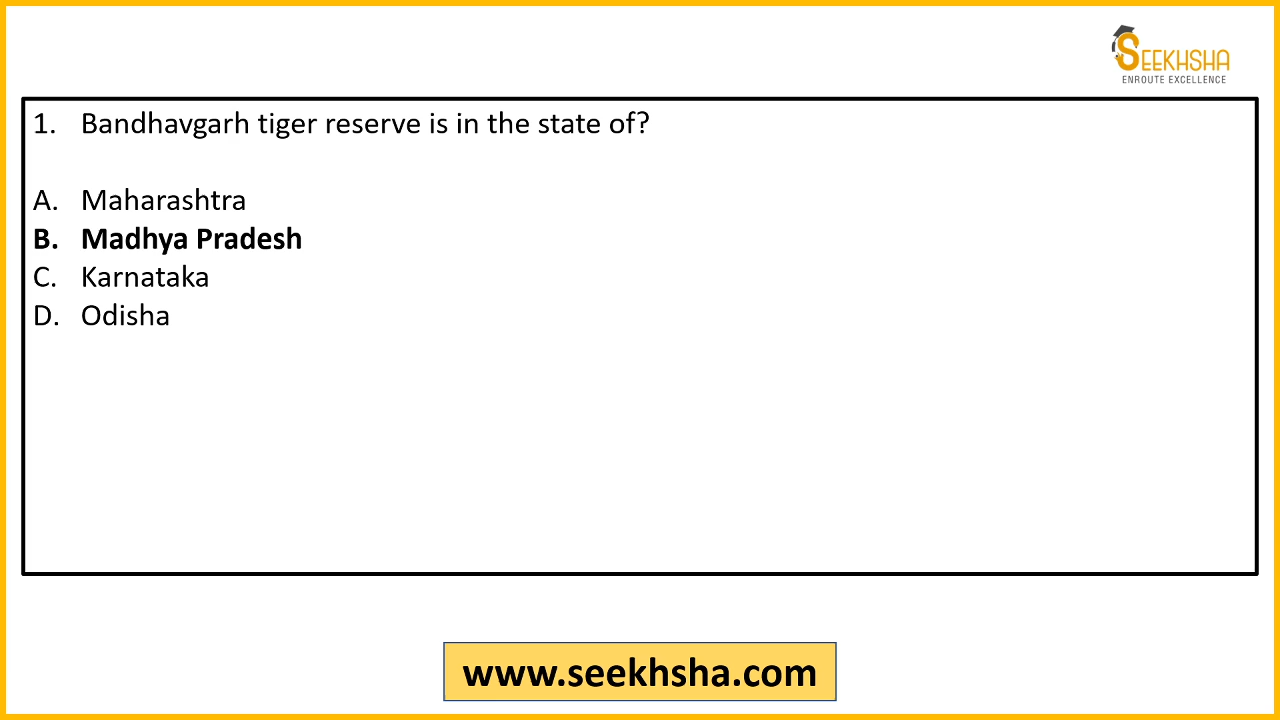 SEEKHSHA
ENROUTE EXCELLENCE
1. Bandhavgarh tiger reserve is in the state of?
A. Maharashtra
B. Madhya Pradesh
C. Karnataka
D. Odisha
www.seekhsha.com